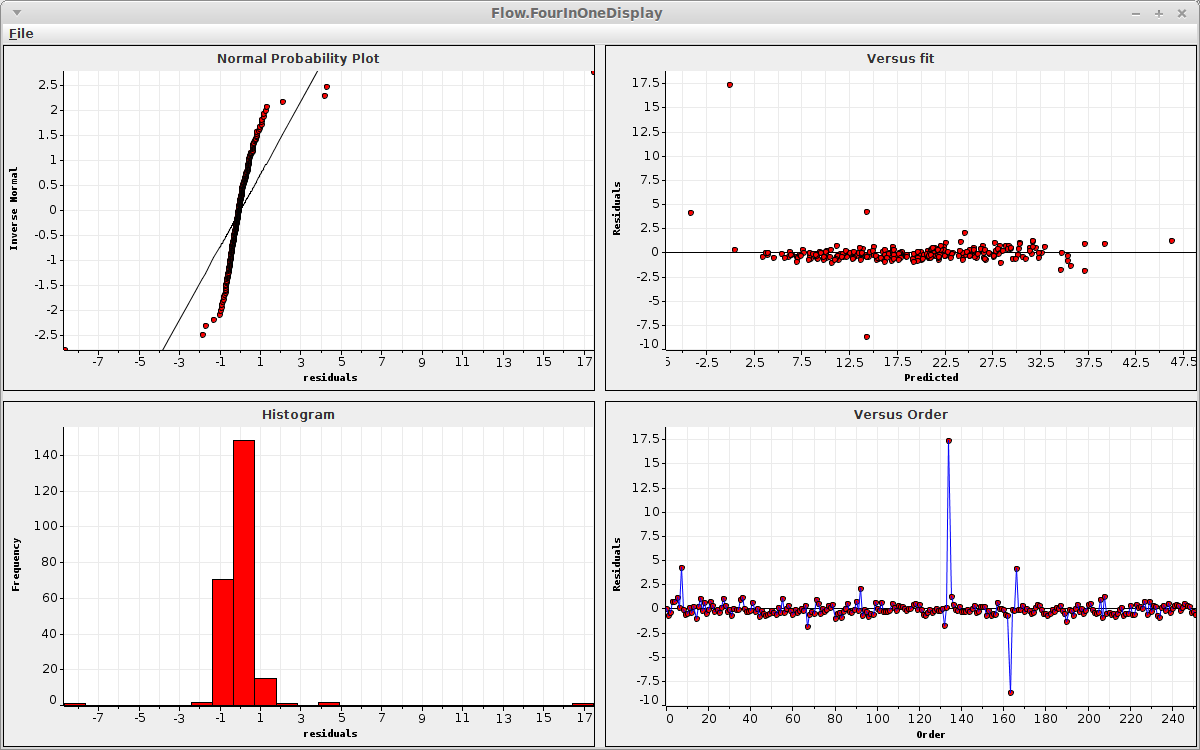 Flow.FourInOneDisplay
File
Normal Probability Plot
2.5
2
1.5
1
0.5
0
-0.5
-1
-1.5
-2
-2.5
Inverse Normal
-7 -5 -3 -1 1 3 5 7 9 11 13 15 17
residuals
Versus fit
17.5
15
12.5
10
7.5
5
2.5
0
-2.5
-5
-7.5
-10
Residuals
5 -2.5 2.5 7.5 12.5 17.5 22.5 27.5 32.5 37.5 42.5 47.5
Predicted
Histogram
140
120
100
80
60
40
20
0
Frequency
-7 -5 -3 -1 1 3 5 7 9 11 13 15 17
residuals
Versus Order
17.5
15
12.5
10
7.5
5
2.5
0
-2.5
-5
-7.5
-10
Residuals
0 20 40 60 80 100 120 140 160 180 200 220 240
Order